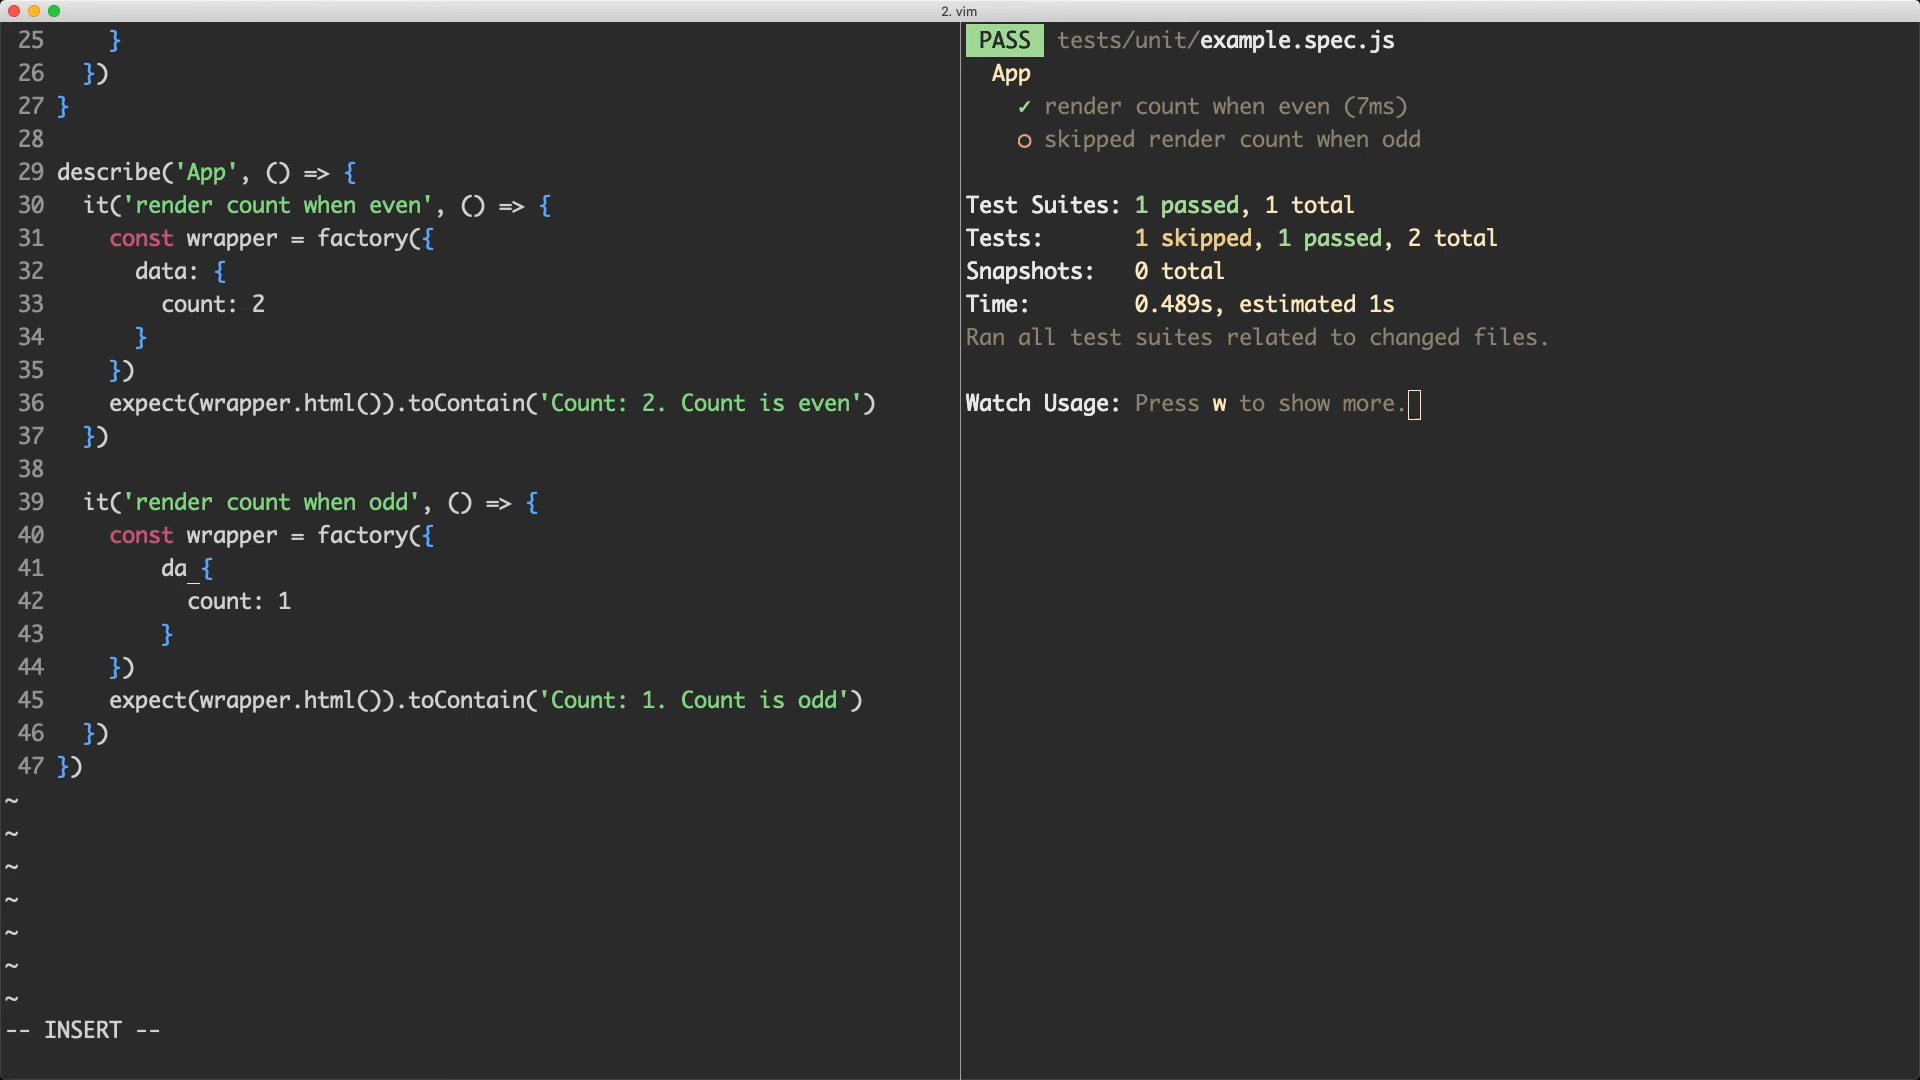 2. vim
25     }
26   })
27 }
28
29 describe('App', () => {
30   it('render count when even', () => {
31     const wrapper = factory({
32       data: {
33         count: 2
34       }
35     })
36     expect(wrapper.html()).toContain('Count: 2. Count is even')
37   })
38
39   it('render count when odd', () => {
40     const wrapper = factory({
41         da {
42           count: 1
43         }
44     })
45     expect(wrapper.html()).toContain('Count: 1. Count is odd')
46   })
47 })
~
~
~
~
~
~
~
-- INSERT --
PASS tests/unit/example.spec.js
App
✓ render count when even (7ms)
○ skipped render count when odd
Test Suites: 1 passed, 1 total
Tests:       1 skipped, 1 passed, 2 total
Snapshots:   0 total
Time:        0.489s, estimated 1s
Ran all test suites related to changed files.
Watch Usage: Press w to show more.